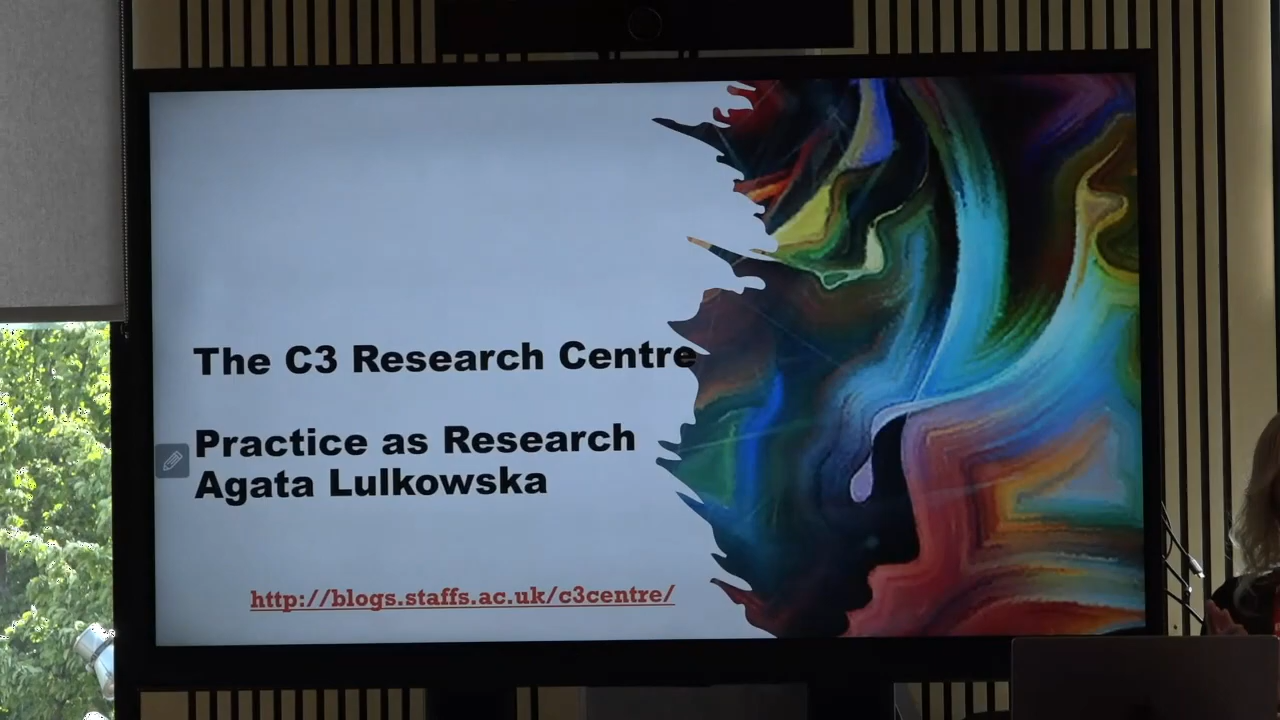 The C3 Research Centre
Practice as Research
Agata Lulkowska
http://blogs.staffs.ac.uk/c3centre/